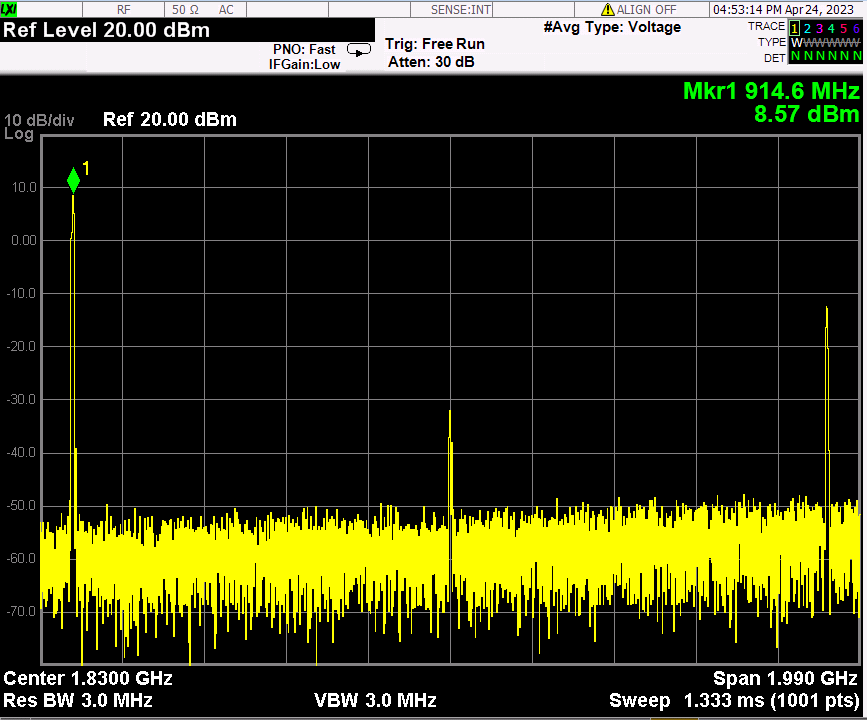 LXI RF 50 Ω AC SENSE:INT ALIGN OFF 04:53:14 PM Apr 24, 2023
Ref Level 20.00 dBm
PNO: Fast
IFGain:Low
Trig: Free Run
Atten: 30 dB
#Avg Type: Voltage
TRACE 1 2 3 4 5 6
TYPE W W W W W W
DET N N N N N N
Mkr1 914.6 MHz
8.57 dBm
10 dB/div Ref 20.00 dBm
Log
1
10.0
0.00
-10.0
-20.0
-30.0
-40.0
-50.0
-60.0
-70.0
Center 1.8300 GHz Span 1.990 GHz
Res BW 3.0 MHz VBW 3.0 MHz Sweep 1.333 ms (1001 pts)